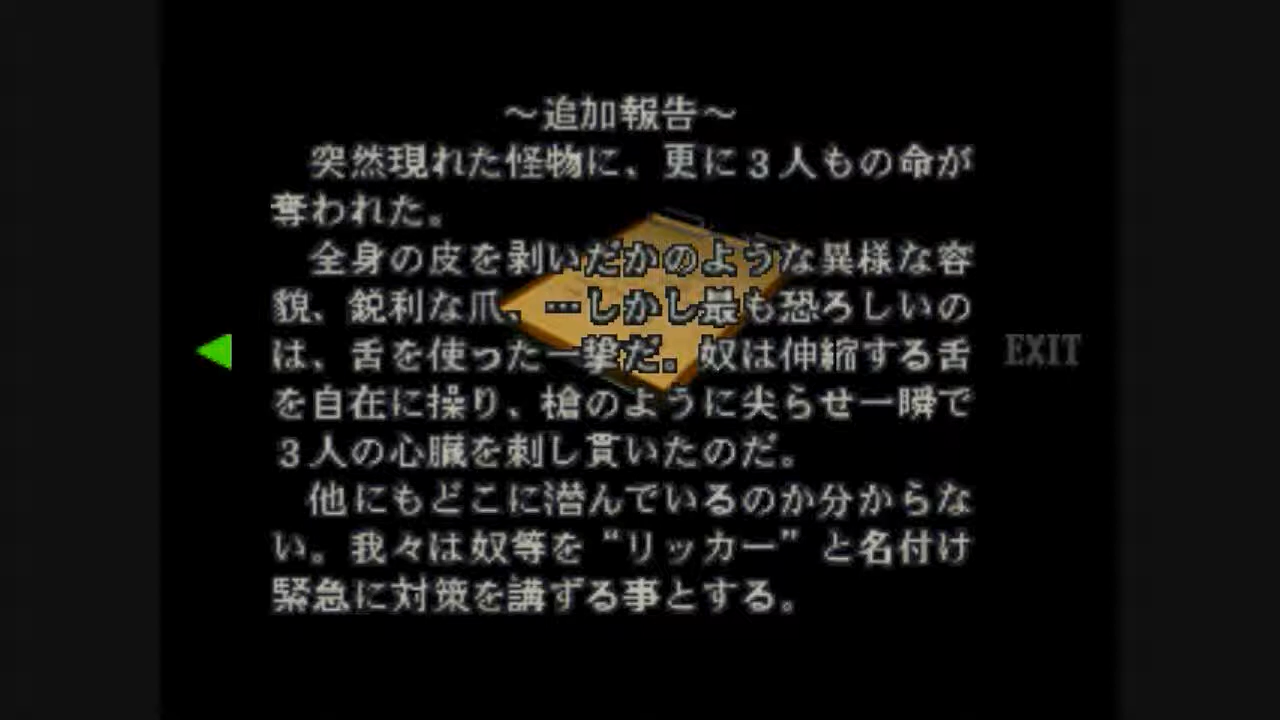 ～追加報告～
突然現れた怪物に、更に3人もの命が
奪われた。
全身の皮を剥いだかのような異様な容
貌、鋭利な爪、…しかし最も恐ろしいの
は、舌を使った一撃だ。奴は伸縮する舌
を自在に操り、槍のように尖らせ一瞬で
3人の心臓を刺し貫いたのだ。
他にもどこに潜んでいるのか分からな
い。我々は奴等を“リッカー”と名付け
緊急に対策を講ずる事とする。
EXIT